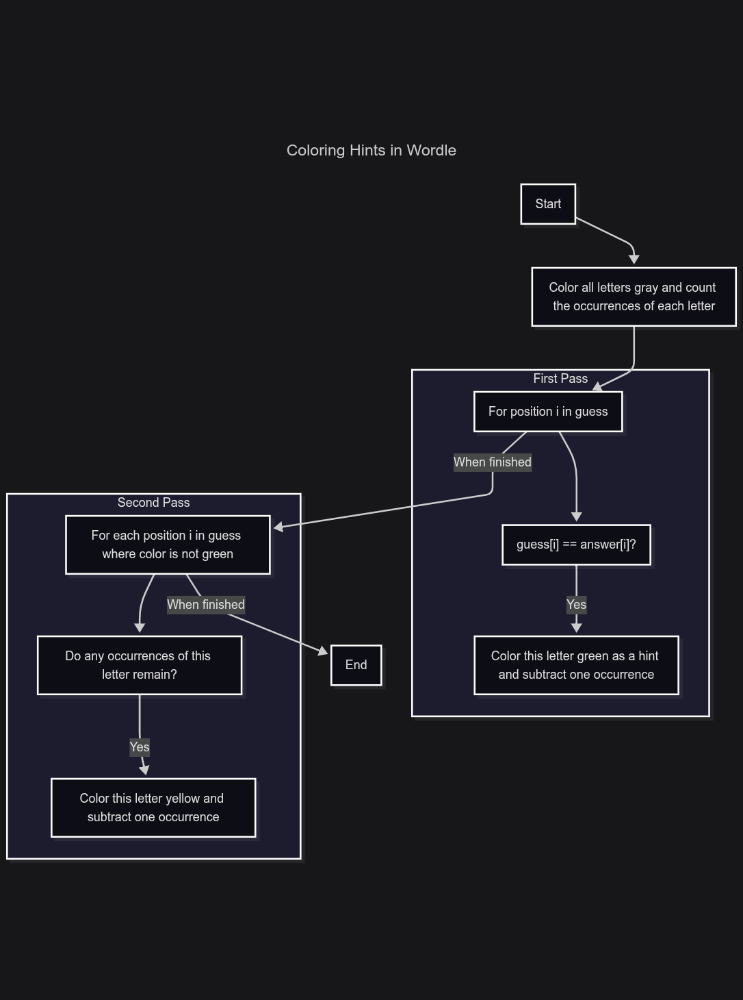 Coloring Hints in Wordle
Start
Color all letters gray and count
the occurrences of each letter
First Pass
For position i in guess
When finished
guess[i] == answer[i]?
Yes
Color this letter green as a hint
and subtract one occurrence
Second Pass
For each position i in guess
where color is not green
When finished
Do any occurrences of this
letter remain?
End
Yes
Color this letter yellow and
subtract one occurrence